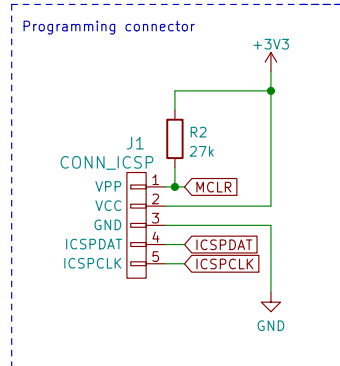 Programming connector
+3V3
R2
27k
J1
CONN_ICSP
VPP 1 MCLR
VCC 2
GND 3
ICSPDAT 4 ICSPDAT
ICSPCLK 5 ICSPCLK
GND